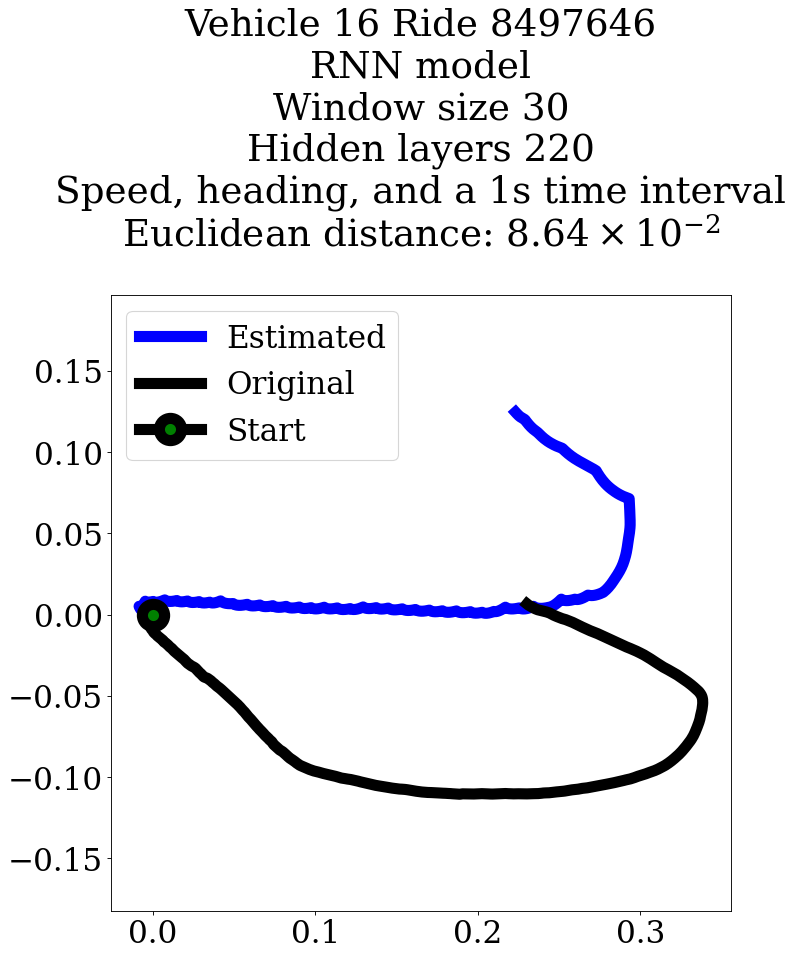 Vehicle 16 Ride 8497646
RNN model
Window size 30
Hidden layers 220
Speed, heading, and a 1s time interval
Euclidean distance: 8.64 × 10⁻²
Estimated
Original
Start
0.15
0.10
0.05
0.00
−0.05
−0.10
−0.15
0.0 0.1 0.2 0.3